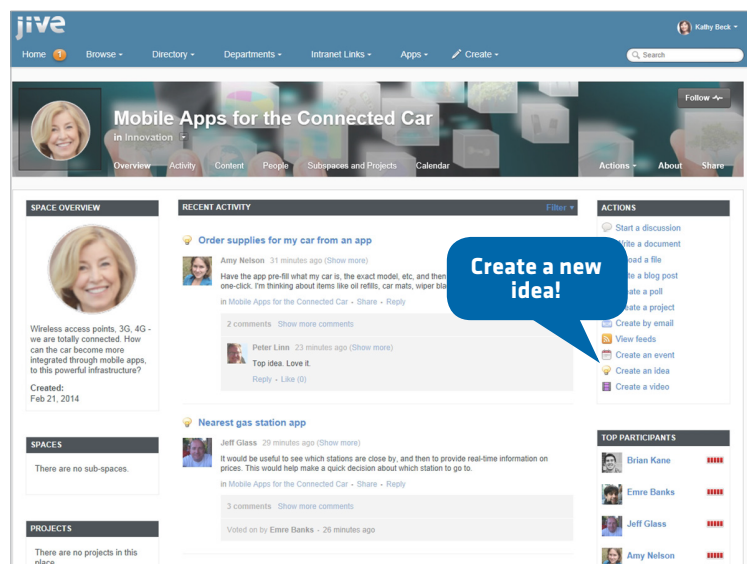 jive
Kathy Beck
Home 1 Browse Directory Departments Intranet Links Apps Create Search
Mobile Apps for the Connected Car
in Innovation
Follow
Overview Activity Content People Subspaces and Projects Calendar Actions About Share
SPACE OVERVIEW
Wireless access points, 3G, 4G -
we are totally connected. How
can the car become more
integrated through mobile apps,
to this powerful infrastructure?
Created:
Feb 21, 2014
SPACES
There are no sub-spaces.
PROJECTS
There are no projects in this
place
RECENT ACTIVITY Filter
Order supplies for my car from an app
Amy Nelson 31 minutes ago (Show more)
Have the app pre-fill what my car is, the exact model, etc, and then
one-click. I'm thinking about items like oil refills, car mats, wiper
in Mobile Apps for the Connected Car • Share • Reply
2 comments Show more comments
Peter Linn 23 minutes ago (Show more)
Top idea. Love it.
Reply • Like (0)
Nearest gas station app
Jeff Glass 29 minutes ago (Show more)
It would be useful to see which stations are close by, and then to provide real-time information on
prices. This would help make a quick decision about which station to go to.
in Mobile Apps for the Connected Car • Share • Reply
3 comments Show more comments
Voted on by Emre Banks - 26 minutes ago
Create a new
idea!
ACTIONS
Start a discussion
a document
a file
a blog post
a poll
a project
Create by email
View feeds
Create an event
Create an idea
Create a video
TOP PARTICIPANTS
Brian Kane
Emre Banks
Jeff Glass
Amy Nelson